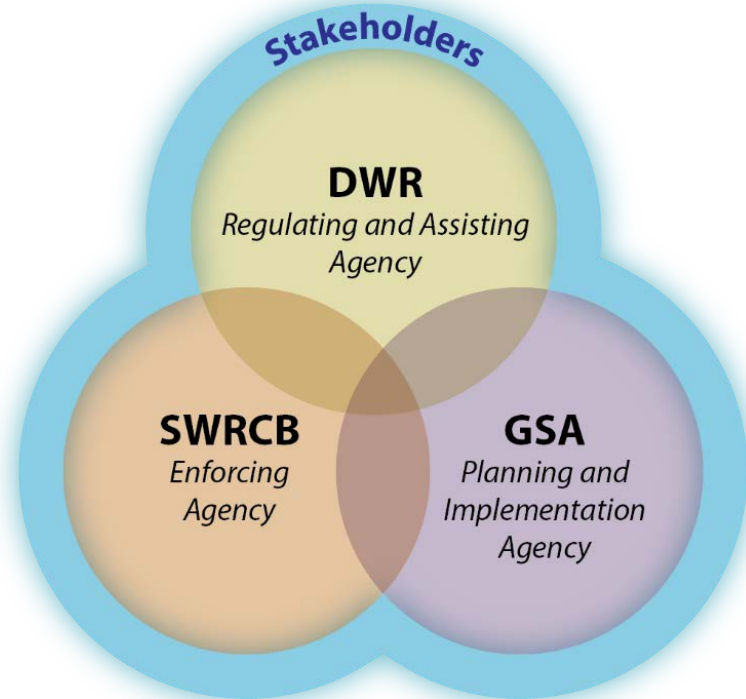 Stakeholders
DWR
Regulating and Assisting
Agency
SWRCB
Enforcing
Agency
GSA
Planning and
Implementation
Agency